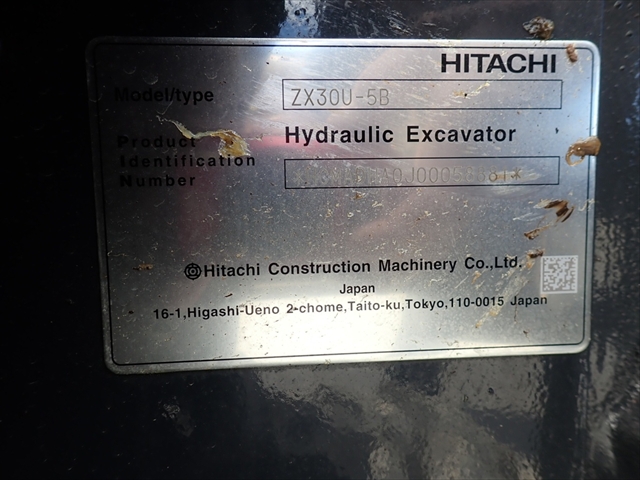 HITACHI
Model/type ZX30U-5B
Hydraulic Excavator
Product
Identification
Number
Hitachi Construction Machinery Co.,Ltd.
Japan
16-1,Higashi-Ueno 2-chome,Taito-ku,Tokyo,110-0015 Japan